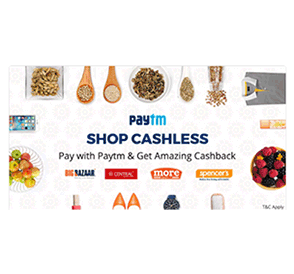 paytm
SHOP CASHLESS
Pay with Paytm & Get Amazing Cashback
BIG BAZAAR
CENTRAL
more
spencer's
T&C Apply